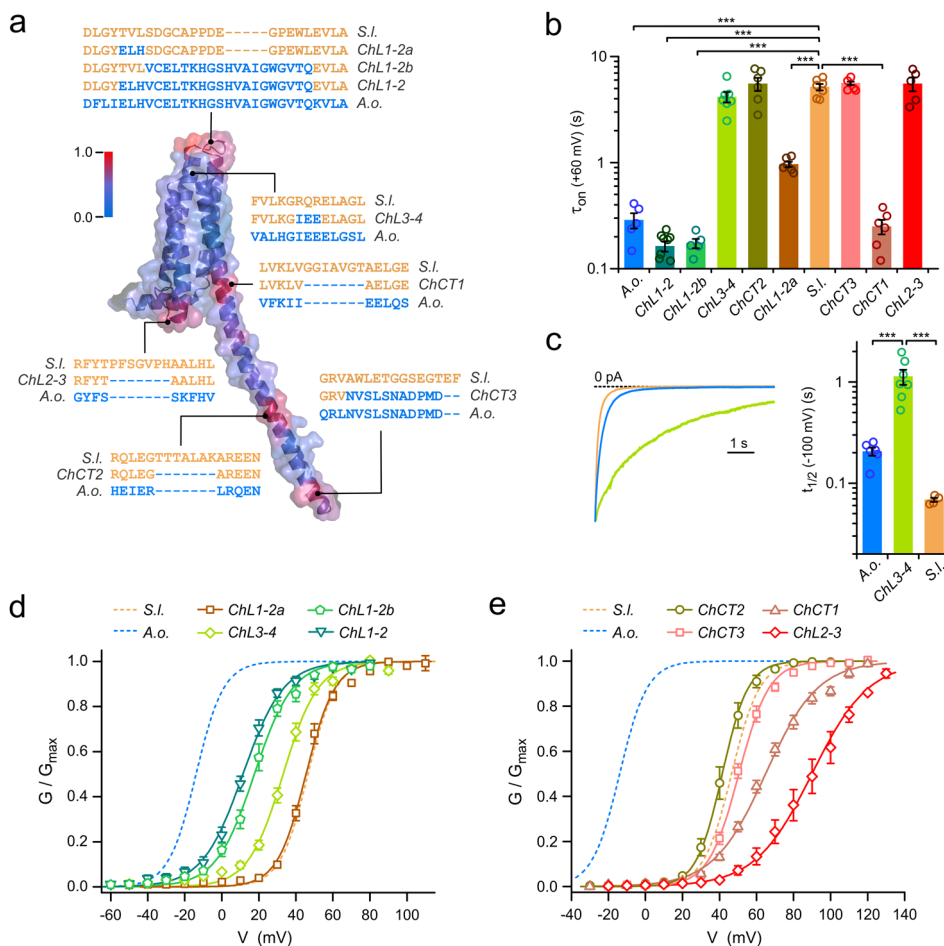 a
DLGYTVLSDGCAPPDE-----GPEWLEVLA S.l.
DLGYELHSDGCAPPDE-----GPEWLEVLA ChL1-2a
DLGYTVLVCELTKHGSHVAIGWGVTQEVLA ChL1-2b
DLGYELHVCELTKHGSHVAIGWGVTQEVLA ChL1-2
DFLIELHVCELTKHGSHVAIGWGVTQKVLA A.o.
1.0
0.0
FVLKGRQRELAGL S.l.
FVLKGIEEELAGL ChL3-4
VALHGIEEELGSL A.o.
LVKLVGGIAVGTAELGE S.l.
LVKLV-------AELGE ChCT1
VFKII-------EELQS A.o.
S.l. RFYTPFSGVPHAALHL
ChL2-3 RFYT-------AALHL
A.o. GYFS-------SKFHV
GRVAWLETGGSEGTEF S.l.
GRVNVSLSNADPMD-- ChCT3
QRLNVSLSNADPMD-- A.o.
S.l. RQLEGTTTALAKAREEN
ChCT2 RQLEG-------AREEN
A.o. HEIER-------LRQEN
b
*** *** *** *** ***
τon (+60 mV) (s)
10
1
0.1
A.o. ChL1-2 ChL1-2b ChL3-4 ChCT2 ChL1-2a S.l. ChCT3 ChCT1 ChL2-3
c
0 pA
1 s
*** ***
t1/2 (-100 mV) (s)
1
0.1
A.o. ChL3-4 S.l.
d
S.l. ChL1-2a ChL1-2b
A.o. ChL3-4 ChL1-2
G / Gmax
1.0
0.8
0.6
0.4
0.2
0.0
-60 -40 -20 0 20 40 60 80 100
V (mV)
e
S.l. ChCT2 ChCT1
A.o. ChCT3 ChL2-3
G / Gmax
1.0
0.8
0.6
0.4
0.2
0.0
-40 -20 0 20 40 60 80 100 120 140
V (mV)